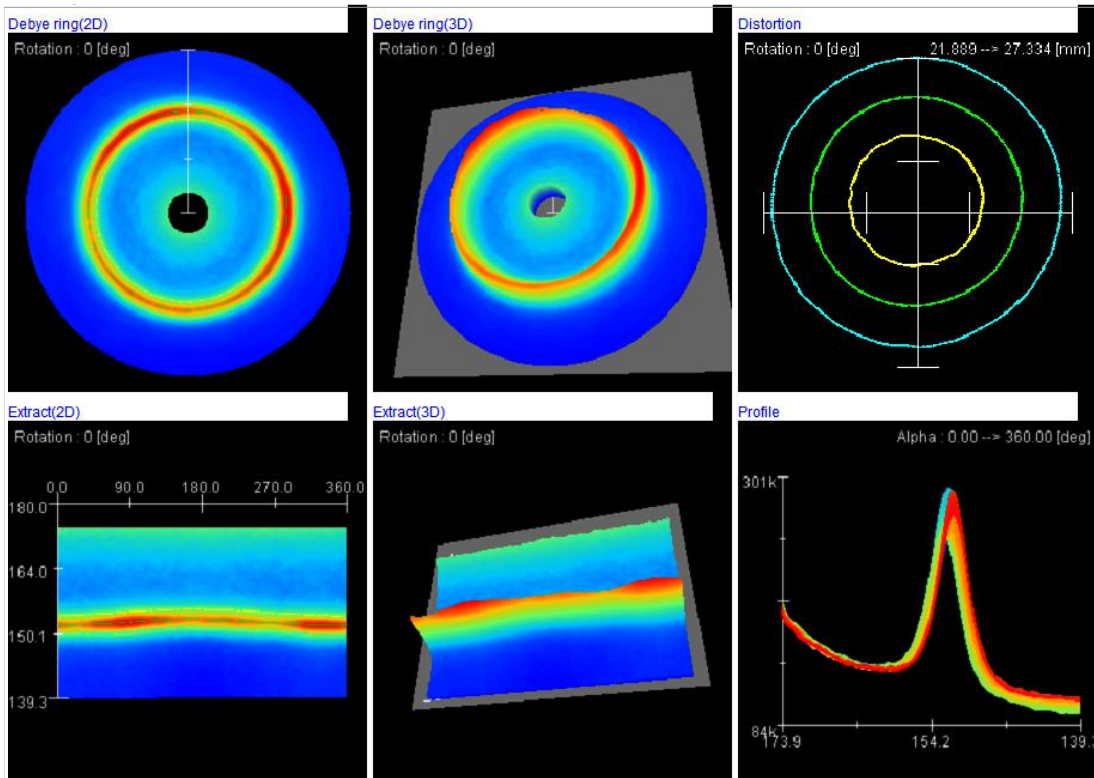 Debye ring(2D)
Rotation : 0 [deg]
Debye ring(3D)
Rotation : 0 [deg]
Distortion
Rotation : 0 [deg] 21.889 --> 27.334 [mm]
Extract(2D)
Rotation : 0 [deg]
0.0 90.0 180.0 270.0 360.0
180.0
164.0
150.1
139.3
Extract(3D)
Rotation : 0 [deg]
Profile
Alpha : 0.00 --> 360.00 [deg]
301k
84k
173.9 154.2 139.3